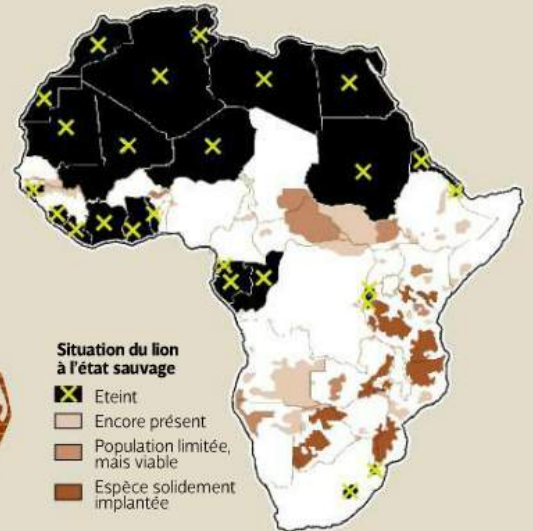 Situation du lion
à l'état sauvage
Eteint
Encore présent
Population limitée,
mais viable
Espèce solidement
implantée